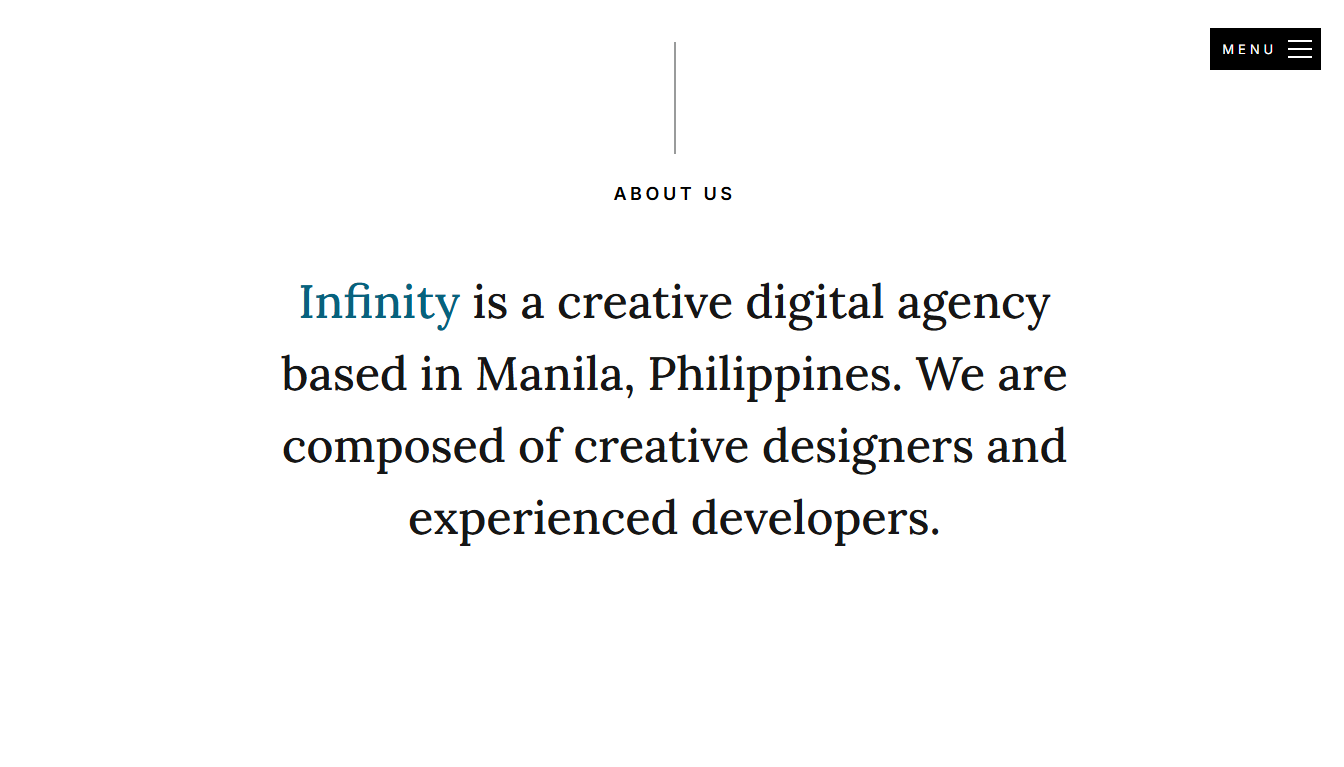 MENU
ABOUT US
Infinity is a creative digital agency
based in Manila, Philippines. We are
composed of creative designers and
experienced developers.